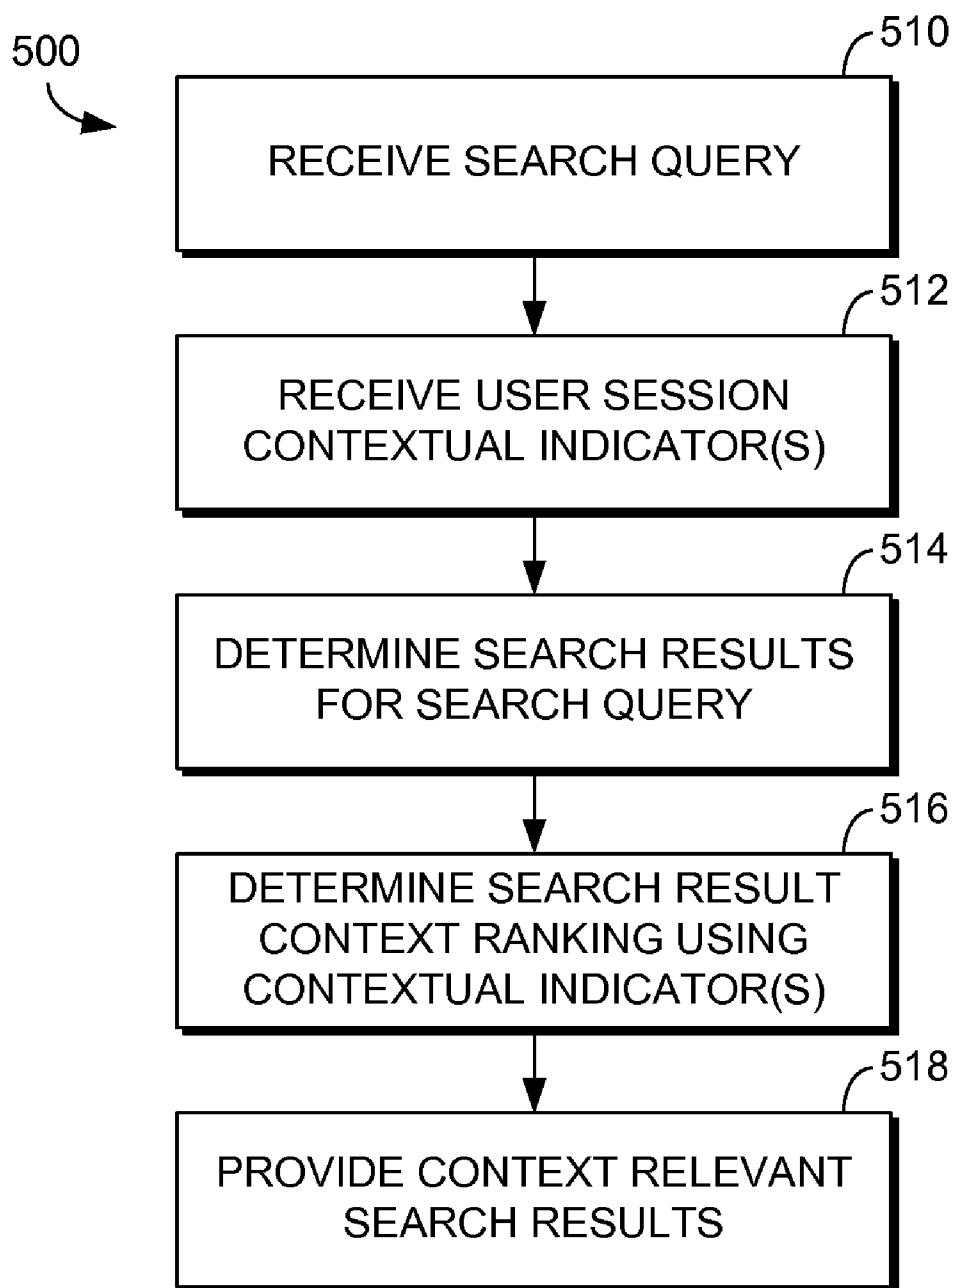 500
510
RECEIVE SEARCH QUERY
512
RECEIVE USER SESSION
CONTEXTUAL INDICATOR(S)
514
DETERMINE SEARCH RESULTS
FOR SEARCH QUERY
516
DETERMINE SEARCH RESULT
CONTEXT RANKING USING
CONTEXTUAL INDICATOR(S)
518
PROVIDE CONTEXT RELEVANT
SEARCH RESULTS